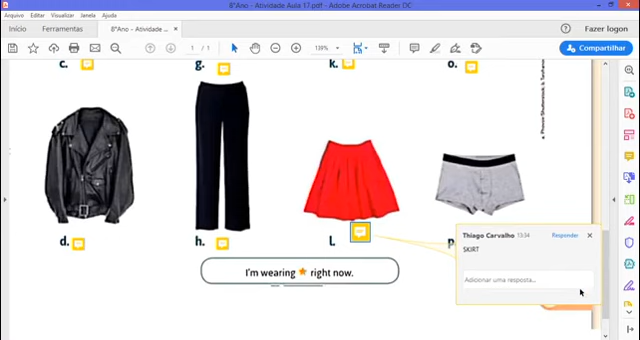 8°Ano - Atividade Aula 17.pdf - Adobe Acrobat Reader DC
Arquivo Editar Visualizar Janela Ajuda
Início Ferramentas 8°Ano - Atividade ... × Fazer logon
1 / 1 139% Compartilhar
c. g. k. o.
d. h. l. p
Thiago Carvalho 13:34 Responder
SKIRT
Adicionar uma resposta...
I'm wearing ★ right now.